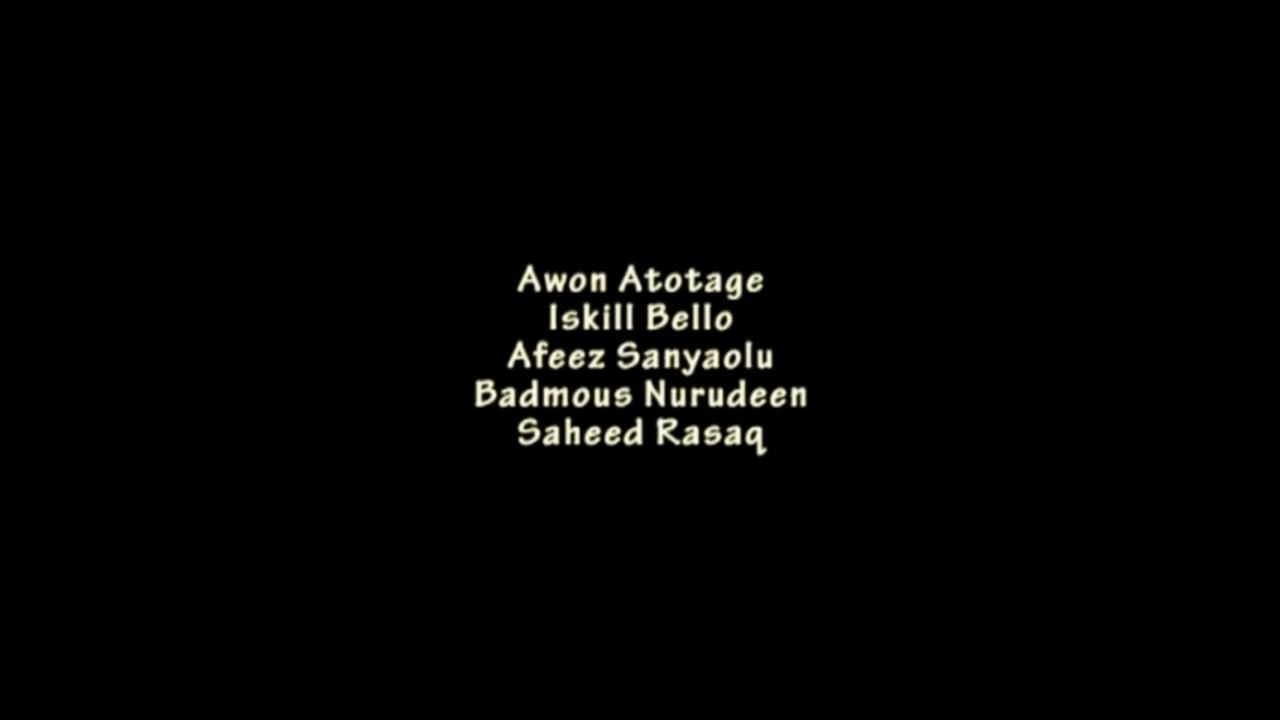 Awon Atotage
Iskill Bello
Afeez Sanyaolu
Badmous Nurudeen
Saheed Rasaq